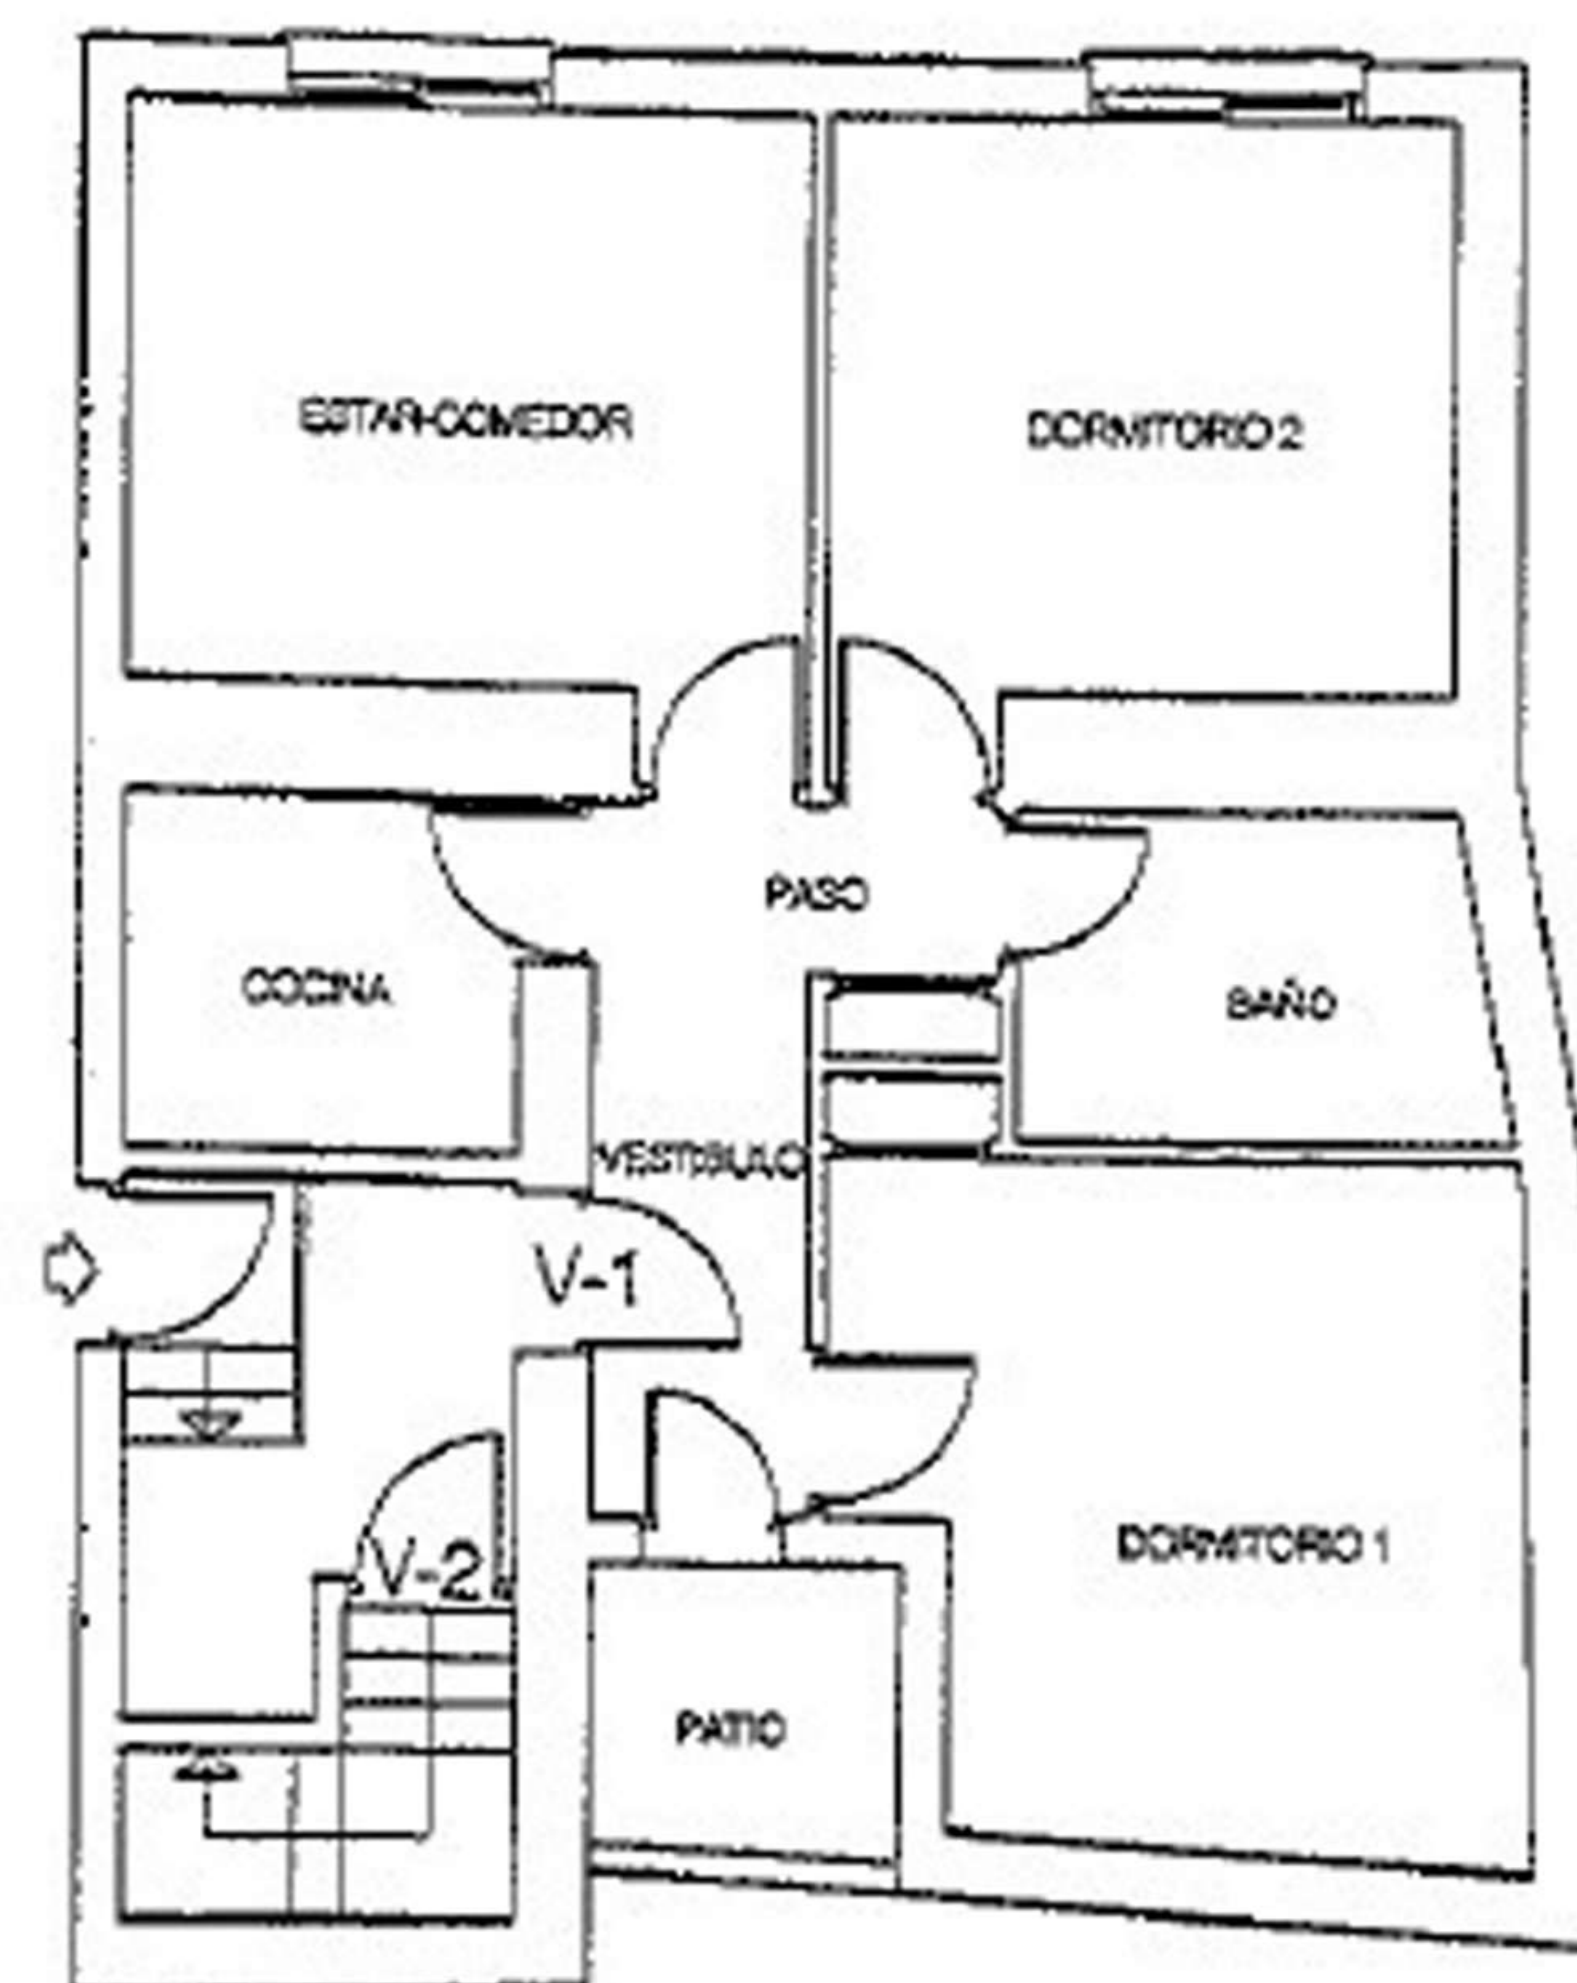 ESTAR-COMEDOR
DORMITORIO 2
PASO
COCINA
BAÑO
VESTIBULO
V-1
V-2
DORMITORIO 1
PATIO